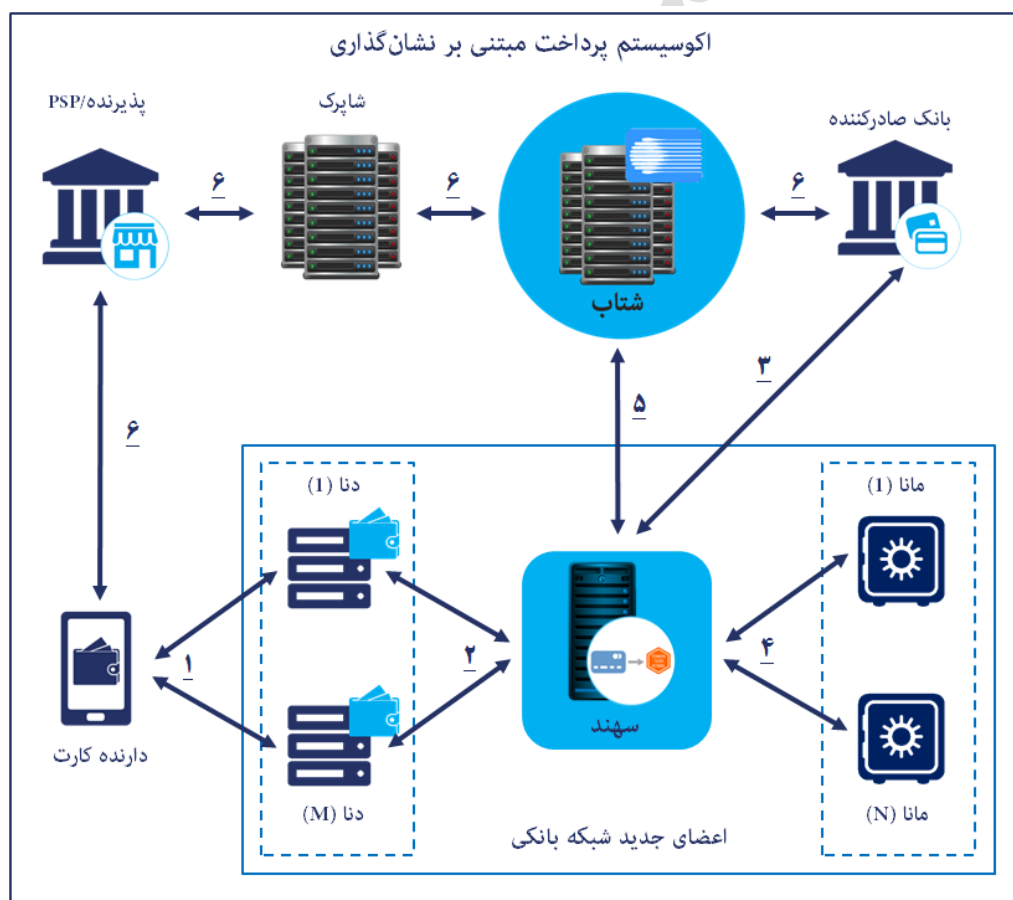 اکوسیستم پرداخت مبتنی بر نشان‌گذاری
بانک صادرکننده
شاپرک
پذیرنده/PSP
۶
۶
۶
شتاب
۳
۵
۶
مانا (1)
دنا (1)
۴
۲
۱
سهند
دارنده کارت
مانا (N)
دنا (M)
اعضای جدید شبکه بانکی